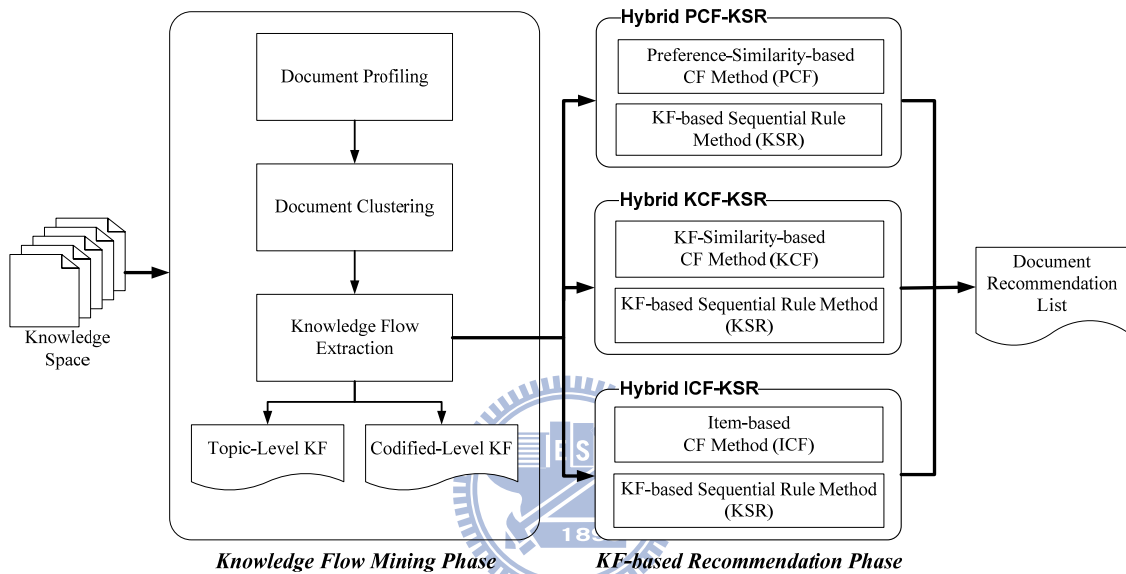 Knowledge
Space
Document Profiling
Document Clustering
Knowledge Flow
Extraction
Topic-Level KF
Codified-Level KF
Knowledge Flow Mining Phase
Hybrid PCF-KSR
Preference-Similarity-based
CF Method (PCF)
KF-based Sequential Rule
Method (KSR)
Hybrid KCF-KSR
KF-Similarity-based
CF Method (KCF)
KF-based Sequential Rule Method
(KSR)
Hybrid ICF-KSR
Item-based
CF Method (ICF)
KF-based Sequential Rule Method
(KSR)
KF-based Recommendation Phase
Document
Recommendation
List